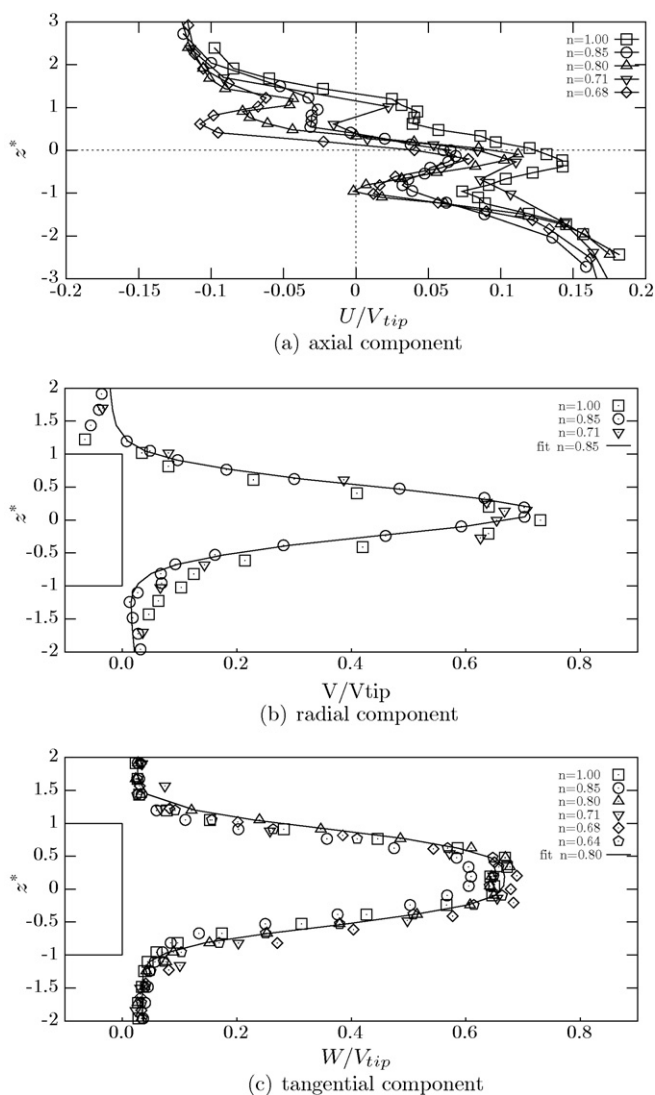 3
2
1
0
-1
-2
-3
z*
n=1.00
n=0.85
n=0.80
n=0.71
n=0.68
-0.2 -0.15 -0.1 -0.05 0 0.05 0.1 0.15 0.2
U/V_tip
(a) axial component
2
1.5
1
0.5
0
-0.5
-1
-1.5
-2
z*
n=1.00
n=0.85
n=0.71
fit n=0.85
0.0 0.2 0.4 0.6 0.8
V/Vtip
(b) radial component
2
1.5
1
0.5
0
-0.5
-1
-1.5
-2
z*
n=1.00
n=0.85
n=0.80
n=0.71
n=0.68
n=0.64
fit n=0.80
0.0 0.2 0.4 0.6 0.8
W/V_tip
(c) tangential component